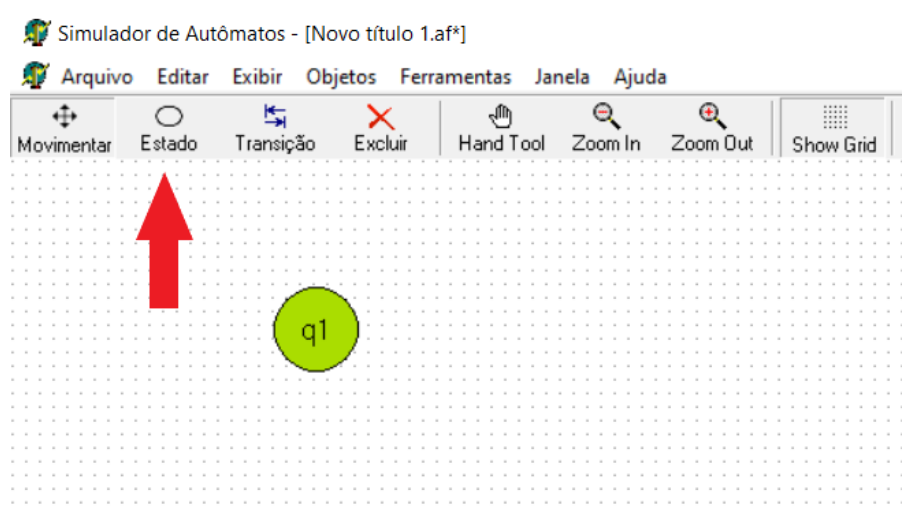 Simulador de Autômatos - [Novo título 1.af*]
Arquivo Editar Exibir Objetos Ferramentas Janela Ajuda
Movimentar Estado Transição Excluir Hand Tool Zoom In Zoom Out Show Grid
q1